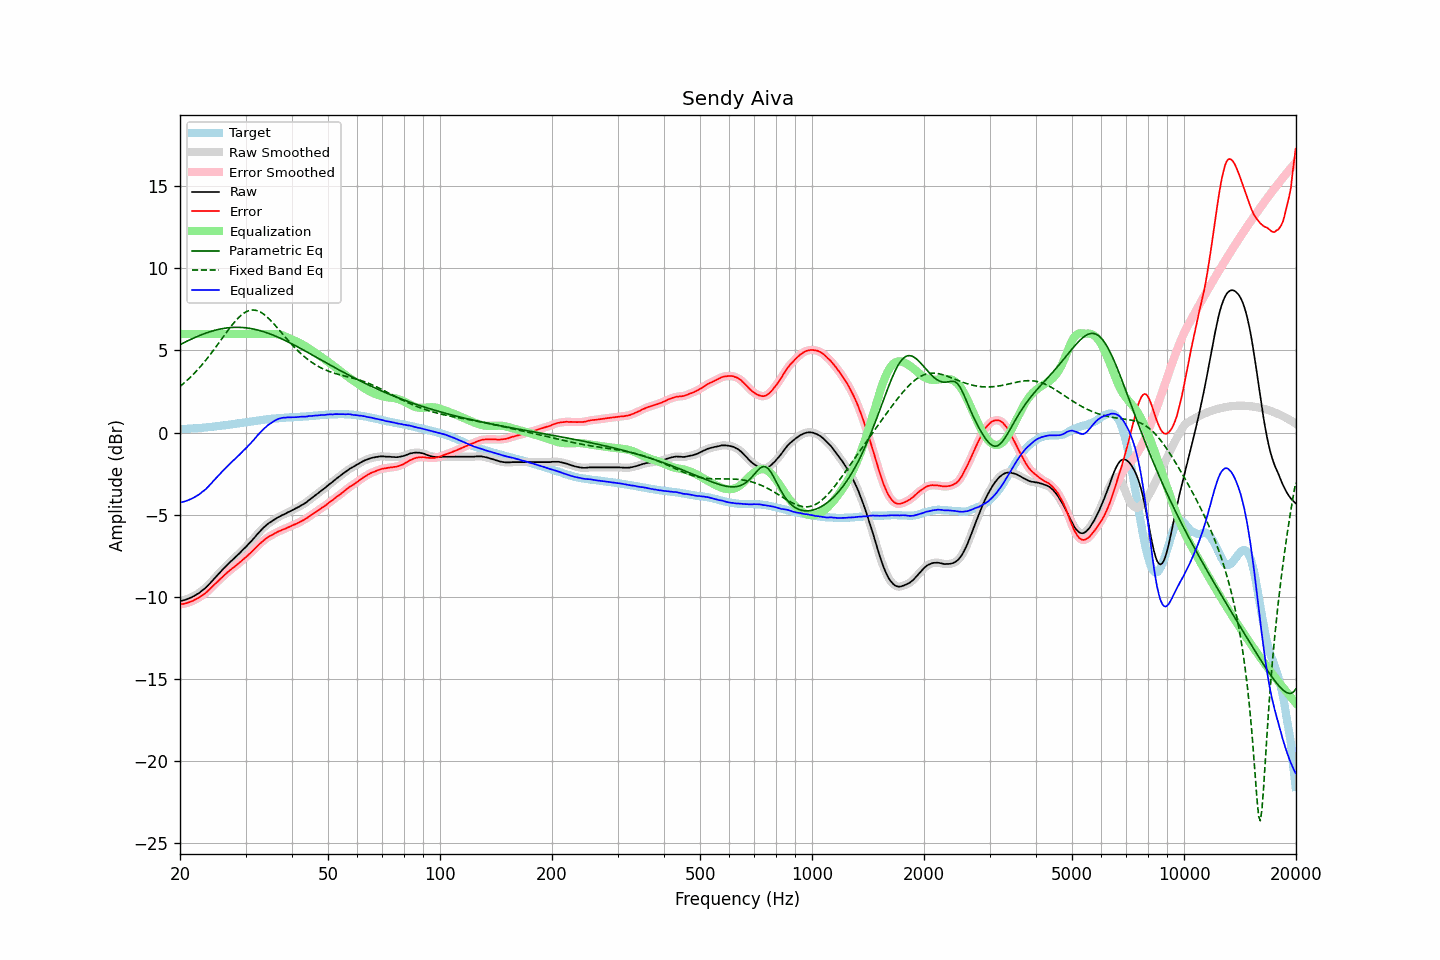 Sendy Aiva
Target
Raw Smoothed
Error Smoothed
Raw
Error
Equalization
Parametric Eq
Fixed Band Eq
Equalized
15
10
5
0
−5
−10
−15
−20
−25
Amplitude (dBr)
20 50 100 200 500 1000 2000 5000 10000 20000
Frequency (Hz)